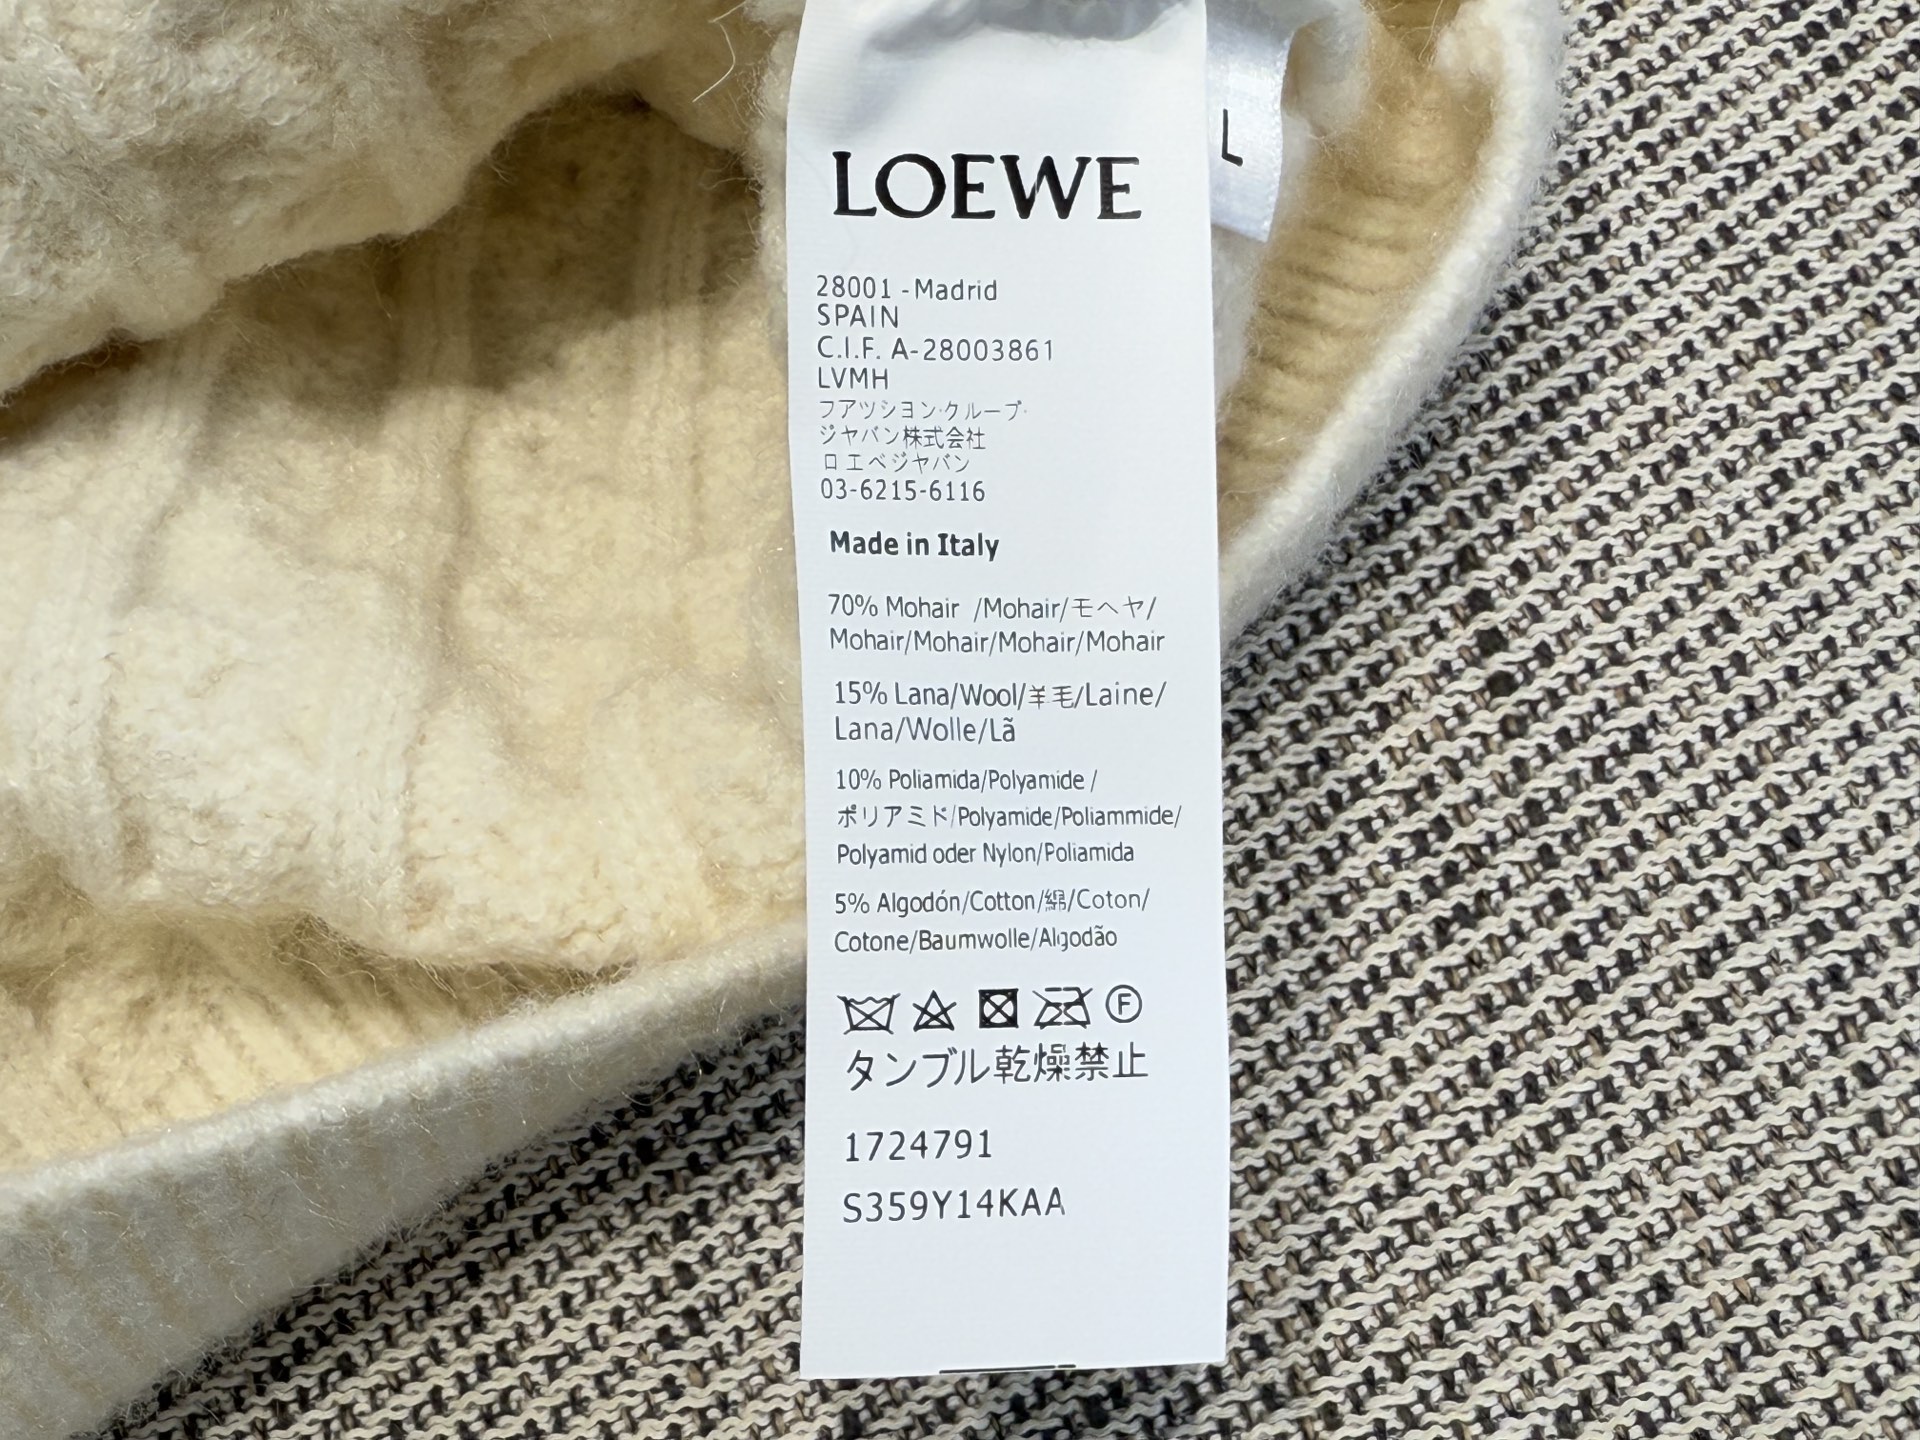 LOEWE
L
28001 - Madrid
SPAIN
C.I.F. A-28003861
LVMH
フアツシヨン・クループ・
ジヤバン株式会社
ロエベジヤバン
03-6215-6116
Made in Italy
70% Mohair /Mohair/モヘヤ/
Mohair/Mohair/Mohair/Mohair
15% Lana/Wool/羊毛/Laine/
Lana/Wolle/Lã
10% Poliamida/Polyamide /
ポリアミド/Polyamide/Poliammide/
Polyamid oder Nylon/Poliamida
5% Algodón/Cotton/綿/Coton/
Cotone/Baumwolle/Algodão
F
タンブル乾燥禁止
1724791
S359Y14KAA